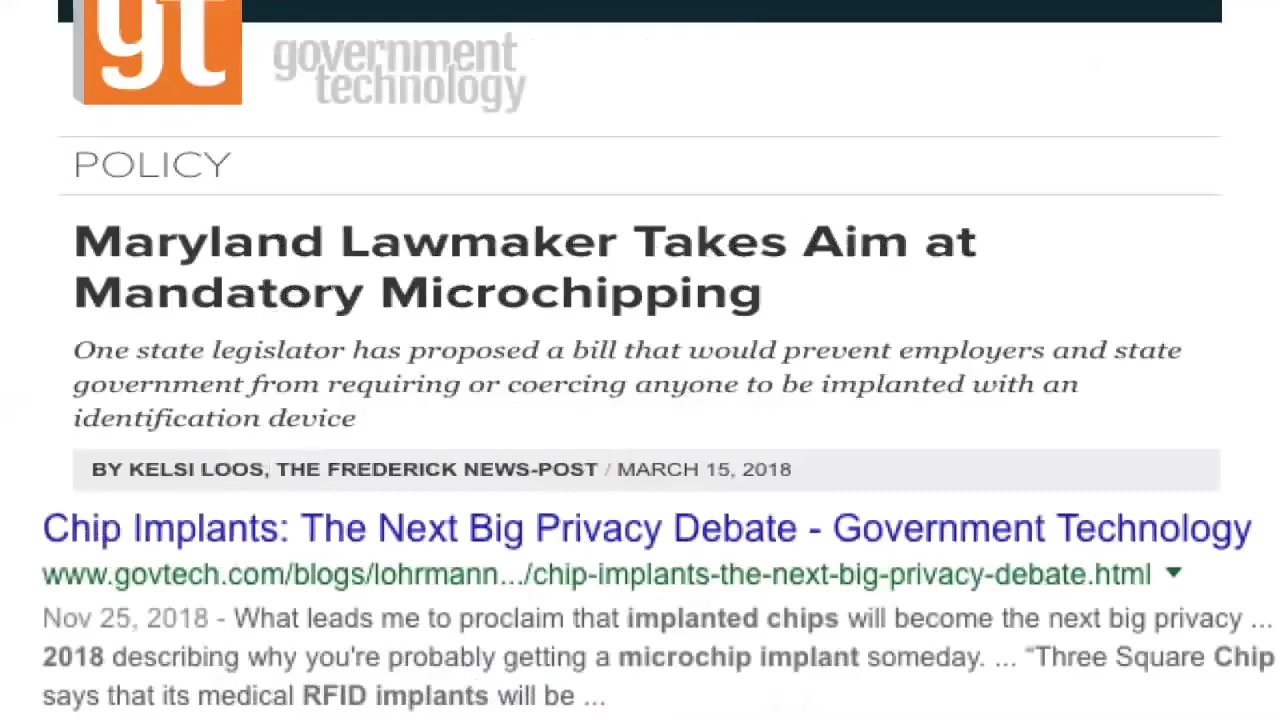 gt
government
technology
POLICY
Maryland Lawmaker Takes Aim at
Mandatory Microchipping
One state legislator has proposed a bill that would prevent employers and state
government from requiring or coercing anyone to be implanted with an
identification device
BY KELSI LOOS, THE FREDERICK NEWS-POST / MARCH 15, 2018
Chip Implants: The Next Big Privacy Debate - Government Technology
www.govtech.com/blogs/lohrmann.../chip-implants-the-next-big-privacy-debate.html
Nov 25, 2018 - What leads me to proclaim that implanted chips will become the next big privacy ...
2018 describing why you're probably getting a microchip implant someday. ... "Three Square Chip
says that its medical RFID implants will be ...